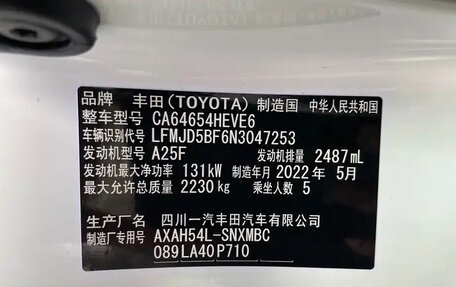 品牌 丰田(TOYOTA) 制造国 中华人民共和国
整车型号 CA64654HEVE6
车辆识别代号 LFMJD5BF6N3047253
发动机型号 A25F 发动机排量 2487mL
发动机最大净功率 131kW 制造年月 2022年5月
最大允许总质量 2230kg 乘坐人数 5
生产厂名 四川一汽丰田汽车有限公司
制造厂专用号 AXAH54L-SNXMBC
089LA40P710